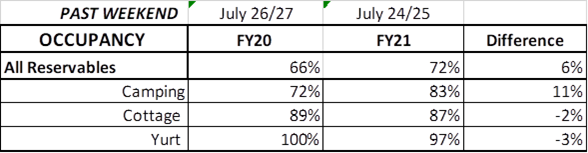 PAST WEEKEND July 26/27 July 24/25
OCCUPANCY FY20 FY21 Difference
All Reservables 66% 72% 6%
Camping 72% 83% 11%
Cottage 89% 87% -2%
Yurt 100% 97% -3%